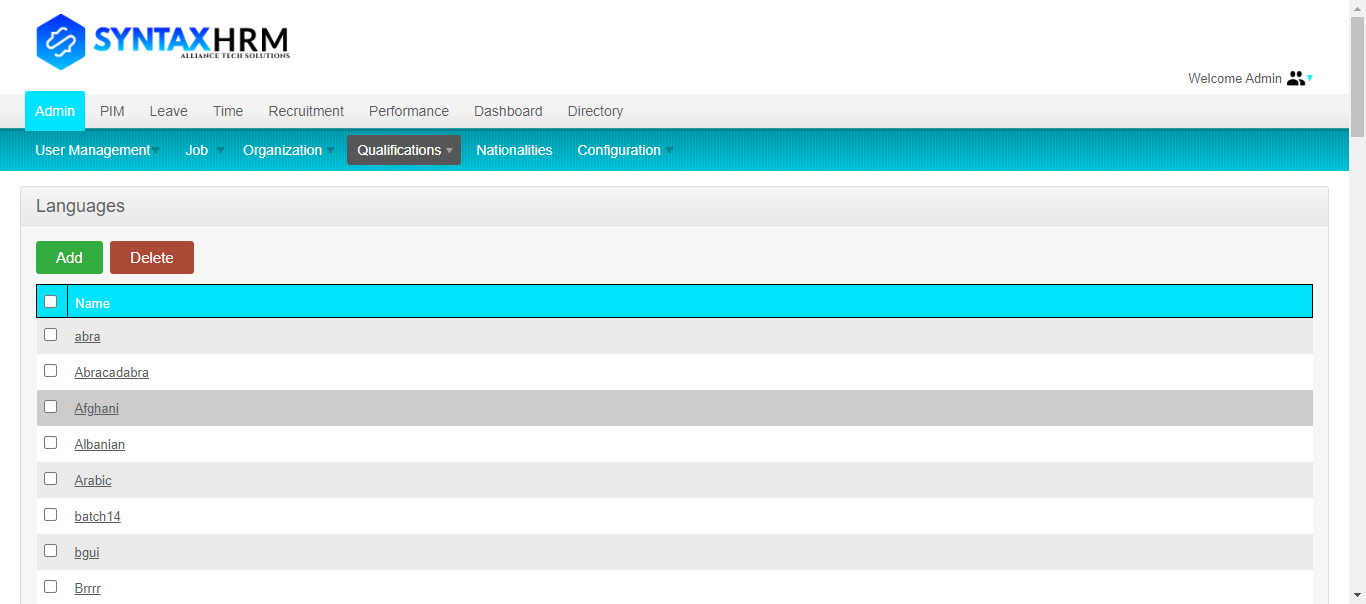 SYNTAXHRM
ALLIANCE TECH SOLUTIONS
Welcome Admin
Admin PIM Leave Time Recruitment Performance Dashboard Directory
User Management Job Organization Qualifications Nationalities Configuration
Languages
Add Delete
Name
abra
Abracadabra
Afghani
Albanian
Arabic
batch14
bgui
Brrrr